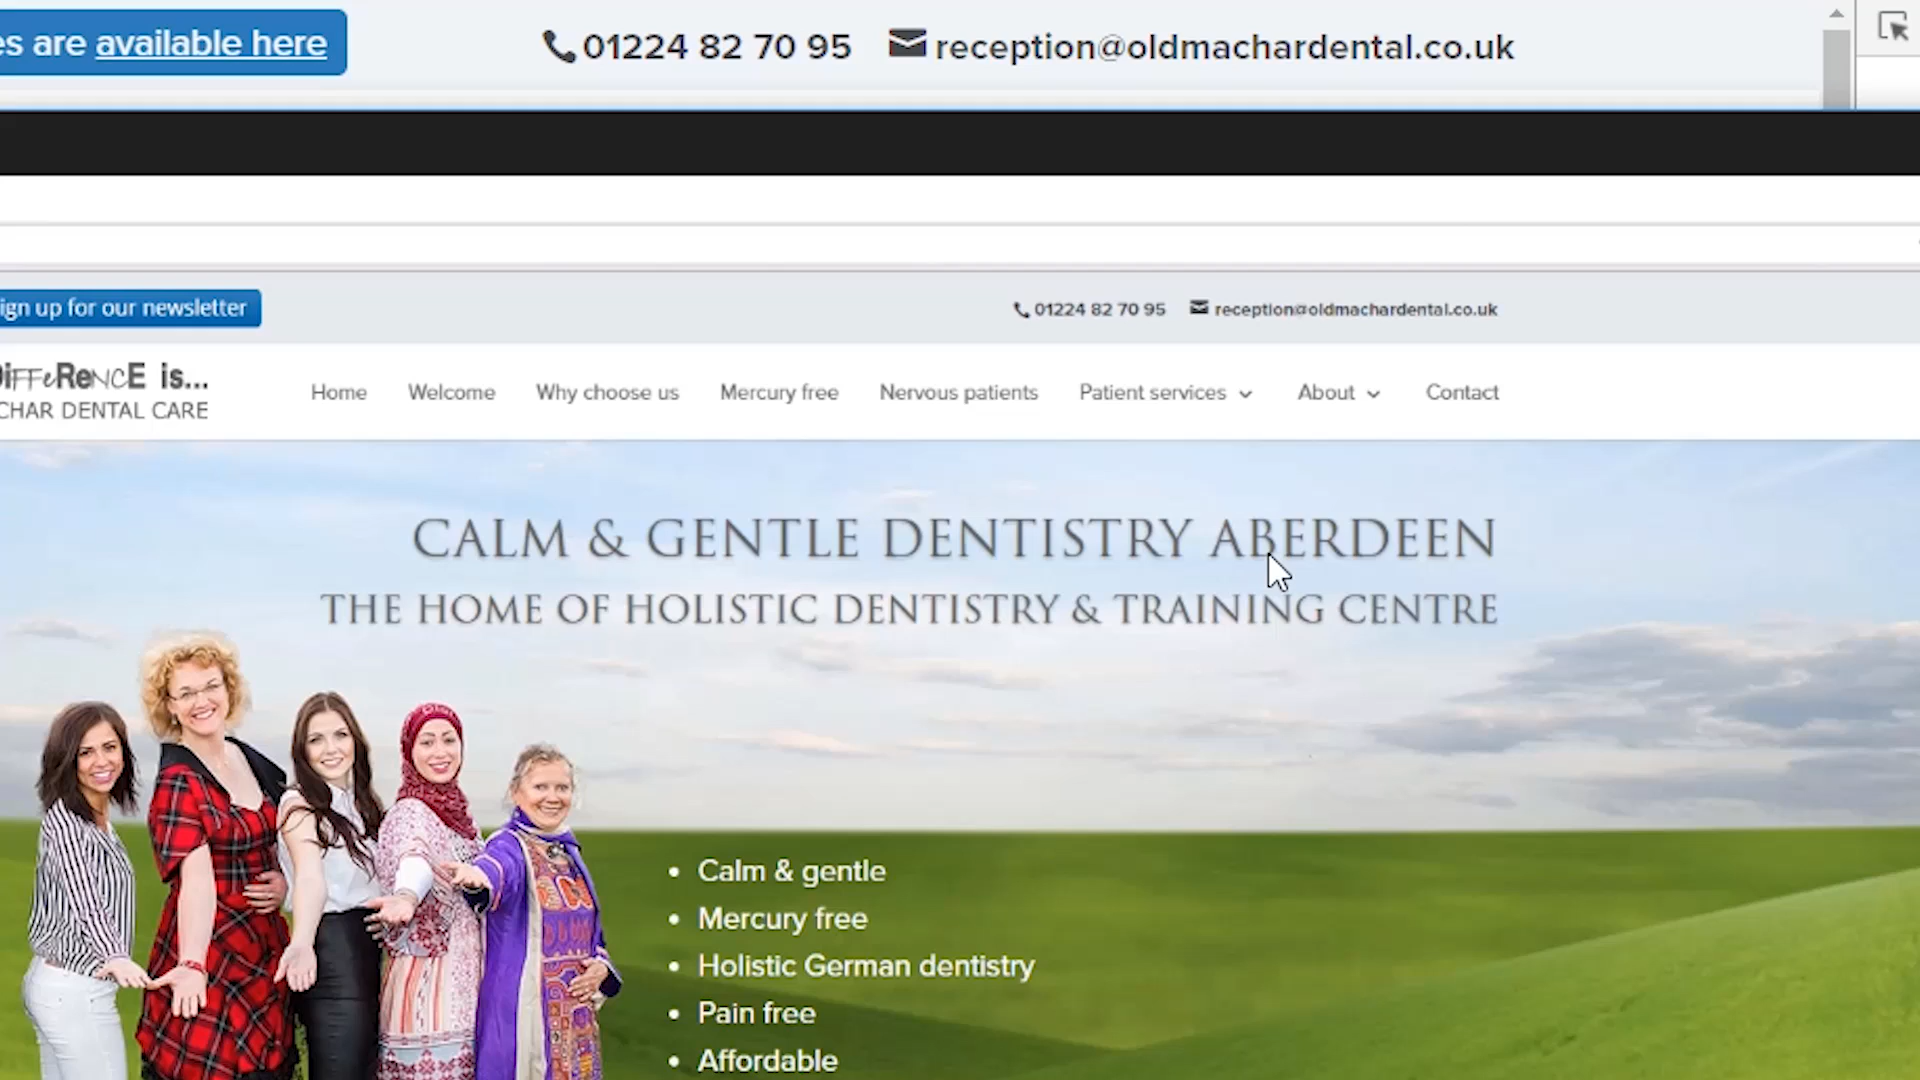 es are available here
01224 82 70 95
reception@oldmachardental.co.uk
ign up for our newsletter
01224 82 70 95
reception@oldmachardental.co.uk
DiFFeReNCE is...
CHAR DENTAL CARE
Home
Welcome
Why choose us
Mercury free
Nervous patients
Patient services
About
Contact
CALM & GENTLE DENTISTRY ABERDEEN
THE HOME OF HOLISTIC DENTISTRY & TRAINING CENTRE
• Calm & gentle
• Mercury free
• Holistic German dentistry
• Pain free
• Affordable